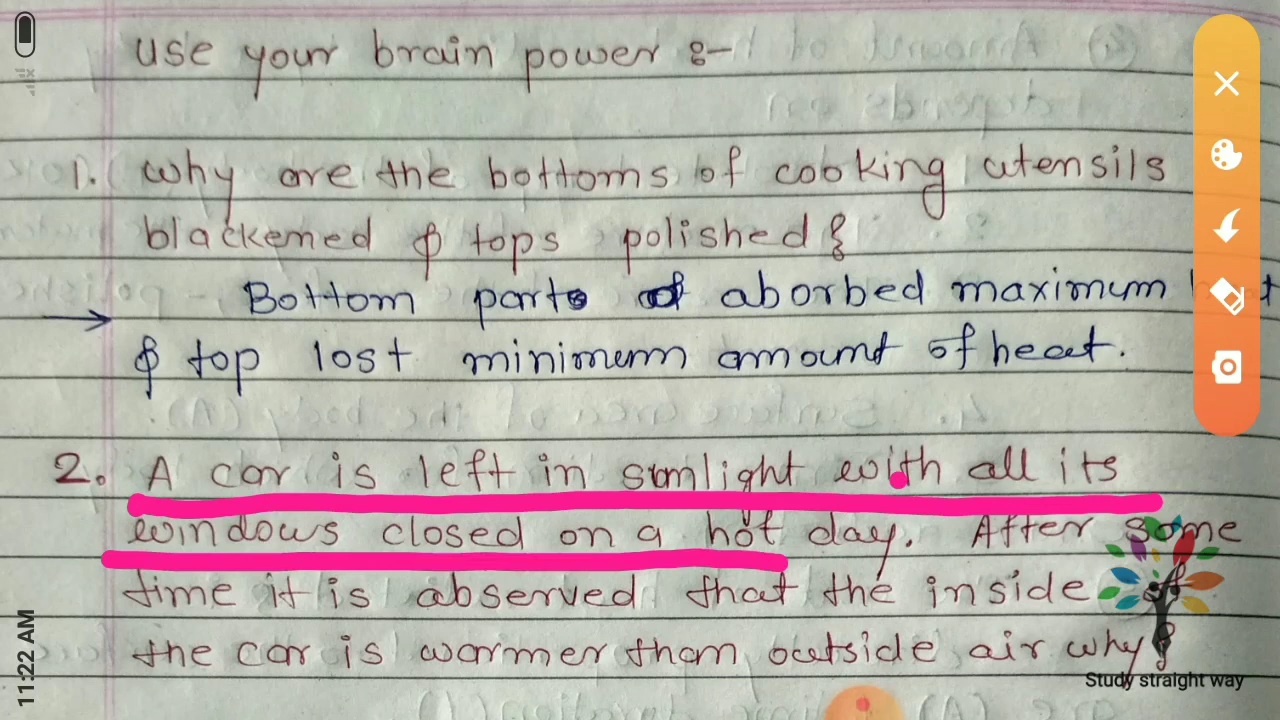 use your brain power :-
1. why are the bottoms of cooking utensils
blackened & tops polished ?
→ Bottom parts of aborbed maximum
& top lost minimum amount of heat.
2. A car is left in sunlight with all its
windows closed on a hot day. After some
time it is observed that the inside of
the car is warmer than outside air why ?
Study straight way
11:22 AM